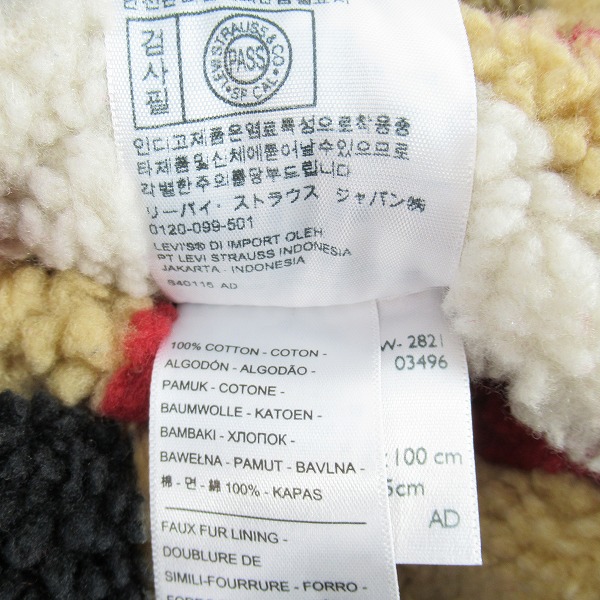 검사필
LEVI STRAUSS & CO
PASS
SF CAL.
인디고제품은염료특성으로착용중
타제품및신체에묻어날수있으므로
각별한주의를당부드립니다
リーバイ・ストラウス ジャパン㈱
0120-099-501
LEVI'S® DI IMPORT OLEH
PT LEVI STRAUSS INDONESIA
JAKARTA - INDONESIA
S40115 AD
100% COTTON - COTON -
ALGODÓN - ALGODÃO -
PAMUK - COTONE -
BAUMWOLLE - KATOEN -
BAMBAKI - ХЛОПОК -
BAWEŁNA - PAMUT - BAVLNA -
棉 - 면 - 綿 100% - KAPAS
FAUX FUR LINING -
DOUBLURE DE
SIMILI-FOURRURE - FORRO
W- 2821
03496
100 cm
5cm
AD